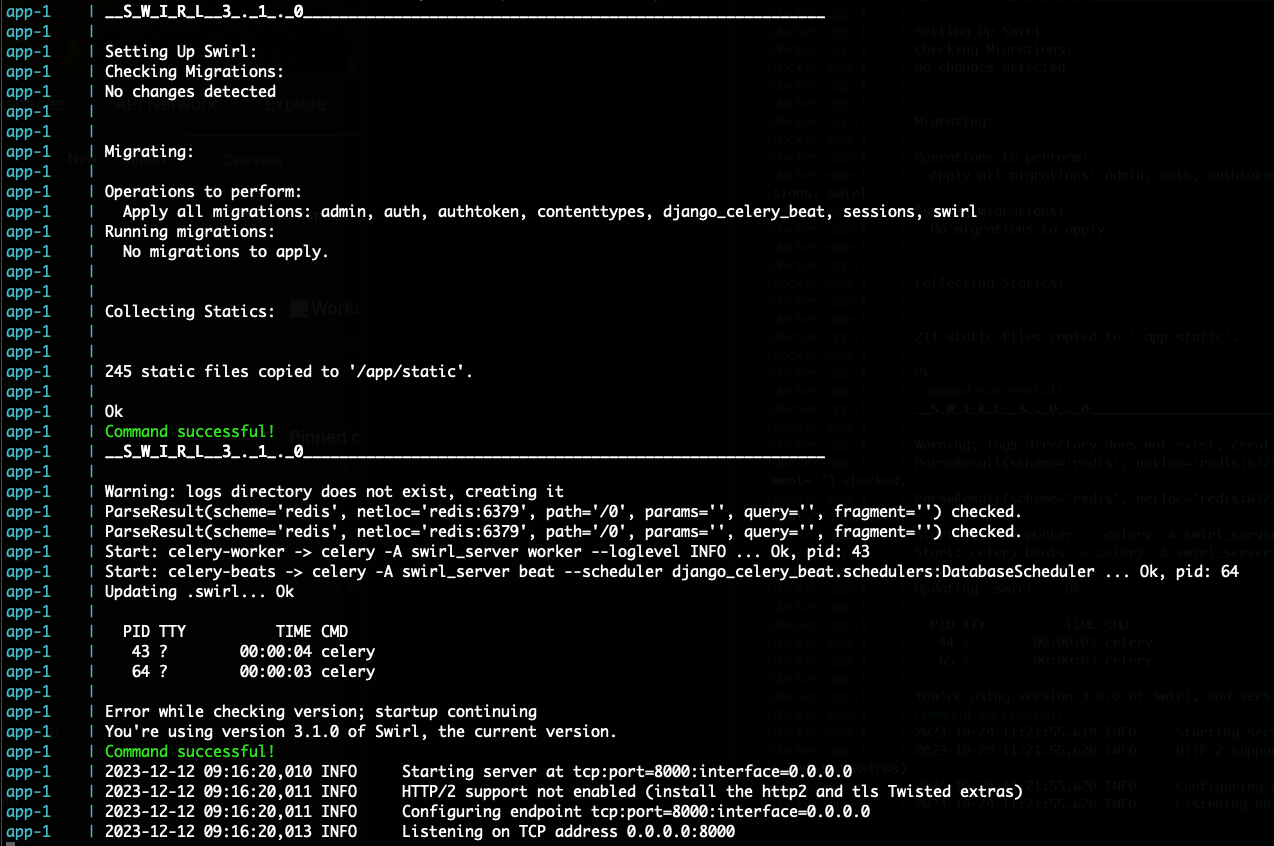 app-1 | __S_W_I_R_L__3_._1_._0__________________________________________________________
app-1 |
app-1 | Setting Up Swirl:
app-1 | Checking Migrations:
app-1 | No changes detected
app-1 |
app-1 |
app-1 | Migrating:
app-1 |
app-1 | Operations to perform:
app-1 |   Apply all migrations: admin, auth, authtoken, contenttypes, django_celery_beat, sessions, swirl
app-1 | Running migrations:
app-1 |   No migrations to apply.
app-1 |
app-1 |
app-1 | Collecting Statics:
app-1 |
app-1 |
app-1 | 245 static files copied to '/app/static'.
app-1 |
app-1 | Ok
app-1 | Command successful!
app-1 | __S_W_I_R_L__3_._1_._0__________________________________________________________
app-1 |
app-1 | Warning: logs directory does not exist, creating it
app-1 | ParseResult(scheme='redis', netloc='redis:6379', path='/0', params='', query='', fragment='') checked.
app-1 | ParseResult(scheme='redis', netloc='redis:6379', path='/0', params='', query='', fragment='') checked.
app-1 | Start: celery-worker -> celery -A swirl_server worker --loglevel INFO ... Ok, pid: 43
app-1 | Start: celery-beats -> celery -A swirl_server beat --scheduler django_celery_beat.schedulers:DatabaseScheduler ... Ok, pid: 64
app-1 | Updating .swirl... Ok
app-1 |
app-1 |   PID TTY          TIME CMD
app-1 |    43 ?        00:00:04 celery
app-1 |    64 ?        00:00:03 celery
app-1 |
app-1 | Error while checking version; startup continuing
app-1 | You're using version 3.1.0 of Swirl, the current version.
app-1 | Command successful!
app-1 | 2023-12-12 09:16:20,010 INFO     Starting server at tcp:port=8000:interface=0.0.0.0
app-1 | 2023-12-12 09:16:20,011 INFO     HTTP/2 support not enabled (install the http2 and tls Twisted extras)
app-1 | 2023-12-12 09:16:20,011 INFO     Configuring endpoint tcp:port=8000:interface=0.0.0.0
app-1 | 2023-12-12 09:16:20,013 INFO     Listening on TCP address 0.0.0.0:8000